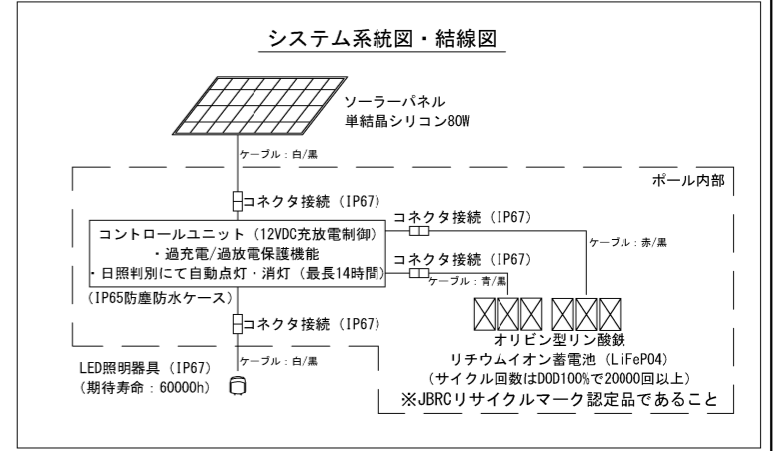 システム系統図・結線図
ソーラーパネル
単結晶シリコン80W
ケーブル：白/黒
ポール内部
コネクタ接続（IP67）
コネクタ接続（IP67）
コントロールユニット（12VDC充放電制御）
・過充電/過放電保護機能
・日照判別にて自動点灯・消灯（最長14時間）
ケーブル：赤/黒
コネクタ接続（IP67）
ケーブル：青/黒
（IP65防塵防水ケース）
コネクタ接続（IP67）
オリビン型リン酸鉄
リチウムイオン蓄電池（LiFePO4）
（サイクル回数はDOD100%で20000回以上）
※JBRCリサイクルマーク認定品であること
ケーブル：白/黒
LED照明器具（IP67）
（期待寿命：60000h）